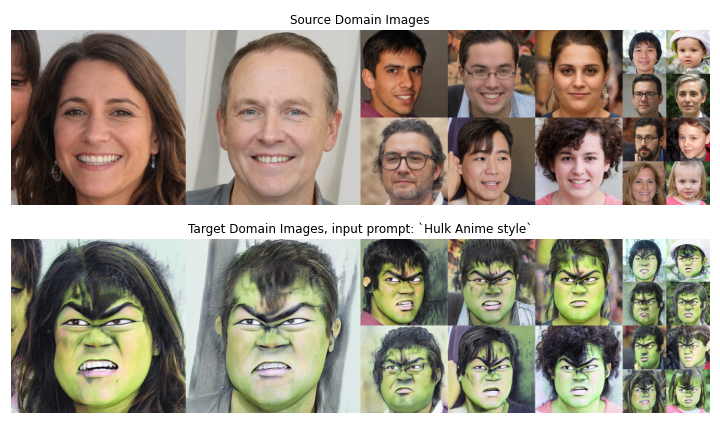 Source Domain Images
Target Domain Images, input prompt: `Hulk Anime style`